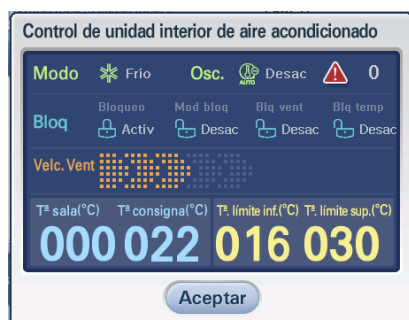 Control de unidad interior de aire acondicionado
Modo Frio Osc. AUTO Desac 0
Bloqueo Mod bloq Blq vent Blq temp
Bloq Activ Desac Desac Desac
Velc. Vent
Tª sala(°C) Tª consigna(°C) Tª. límite inf.(°C) Tª. límite sup.(°C)
000 022 016 030
Aceptar